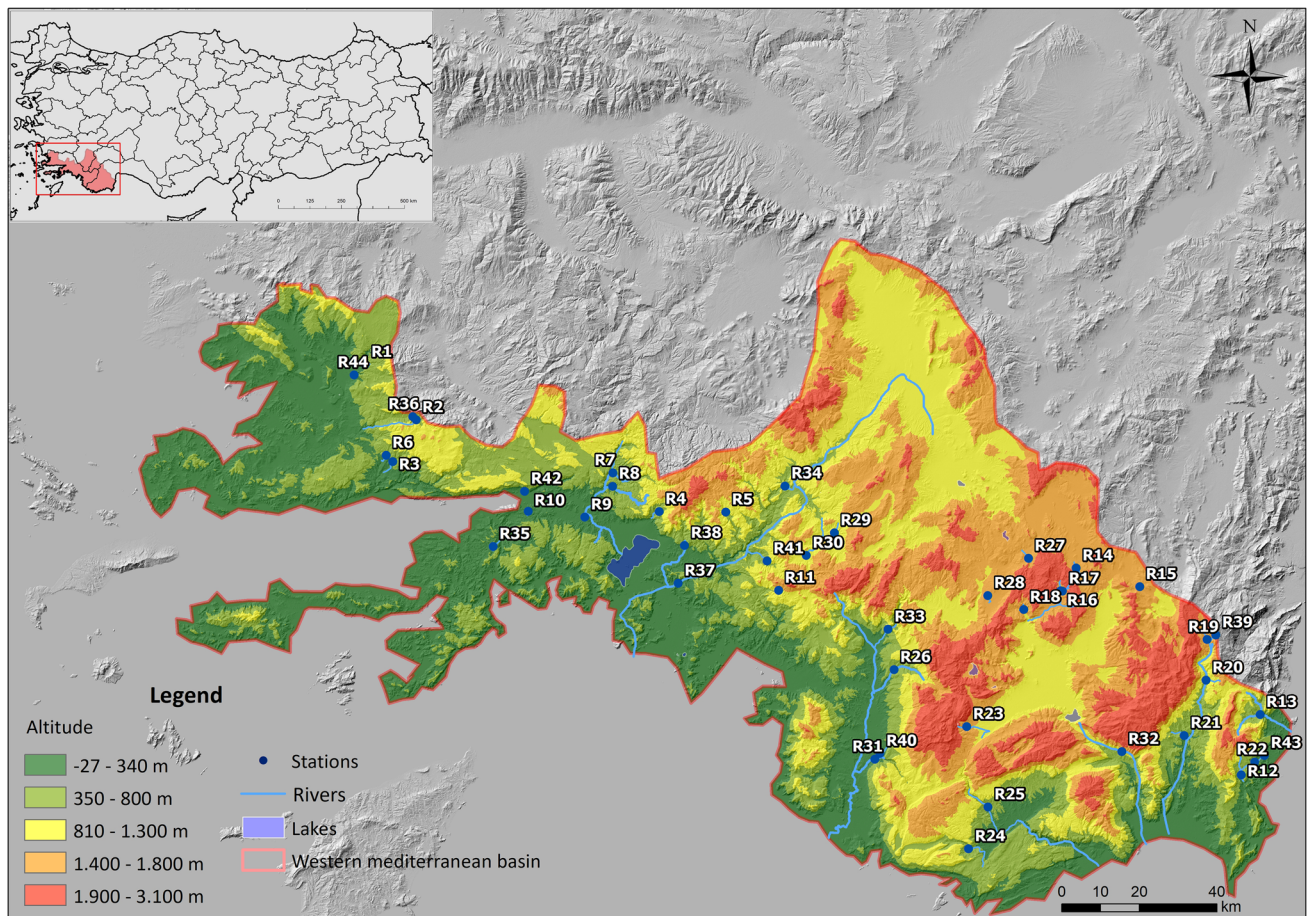 0 125 250 500 km
N
R1
R44
R36
R2
R6
R3
R7
R8
R42
R10
R9
R4
R5
R34
R35
R38
R37
R29
R30
R41
R11
R27
R14
R17
R28
R18
R16
R15
R33
R26
R19
R39
R20
R13
R23
R21
R43
R22
R12
R31
R40
R32
R25
R24
Legend
Altitude
-27 - 340 m
350 - 800 m
810 - 1.300 m
1.400 - 1.800 m
1.900 - 3.100 m
Stations
Rivers
Lakes
Western mediterranean basin
0 10 20 40
km